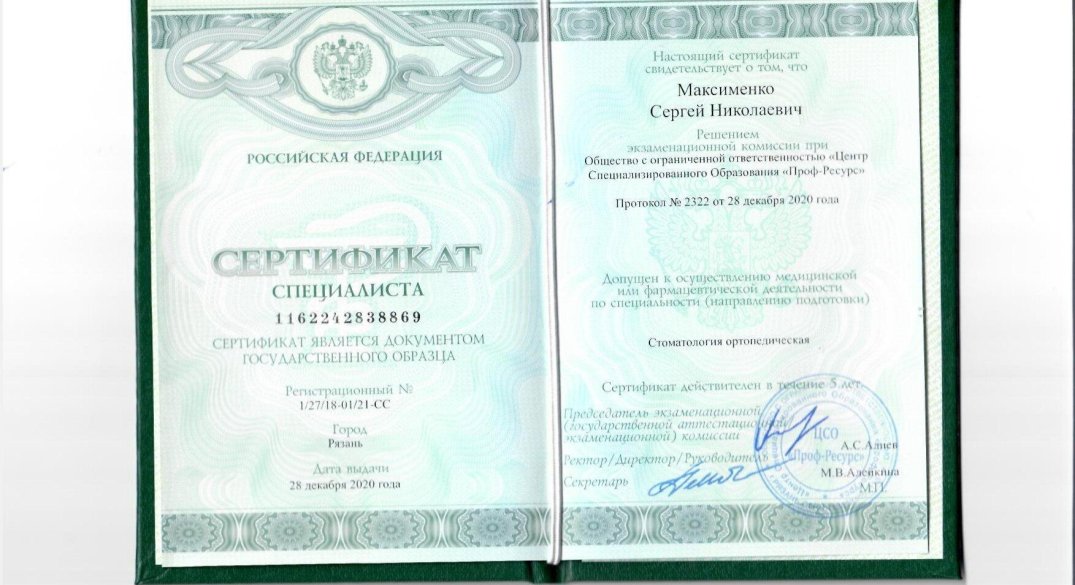 РОССИЙСКАЯ ФЕДЕРАЦИЯ
СЕРТИФИКАТ
СПЕЦИАЛИСТА
1162242838869
СЕРТИФИКАТ ЯВЛЯЕТСЯ ДОКУМЕНТОМ
ГОСУДАРСТВЕННОГО ОБРАЗЦА
Регистрационный №
1/27/18-01/21-СС
Город
Рязань
Дата выдачи
28 декабря 2020 года
Настоящий сертификат
свидетельствует о том, что
Максименко
Сергей Николаевич
Решением
экзаменационной комиссии при
Общество с ограниченной ответственностью «Центр
Специализированного Образования «Проф-Ресурс»
Протокол № 2322 от 28 декабря 2020 года
Допущен к осуществлению медицинской
или фармацевтической деятельности
по специальности (направлению подготовки)
Стоматология ортопедическая
Сертификат действителен в течение 5 лет.
Председатель экзаменационной
(государственной аттестационной
экзаменационной) комиссии
А.С.Алиев
Ректор/Директор/Руководитель
М.В.Алейкина
Секретарь
М.П.
ЦСО
«Проф-Ресурс»